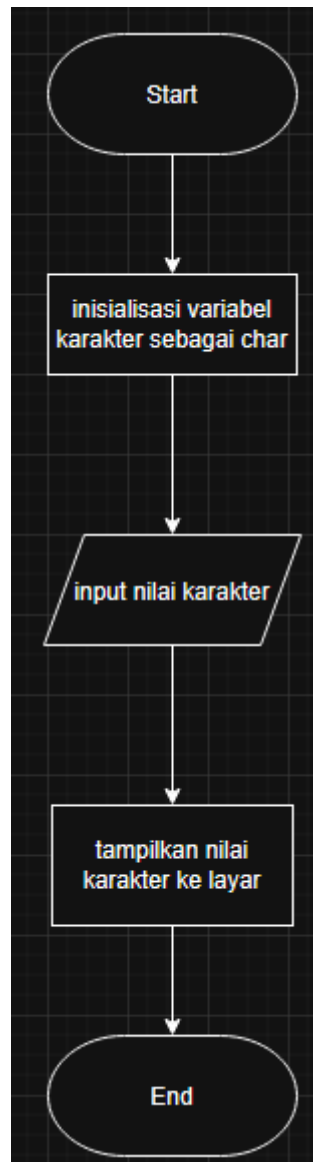 Start
inisialisasi variabel
karakter sebagai char
input nilai karakter
tampilkan nilai
karakter ke layar
End